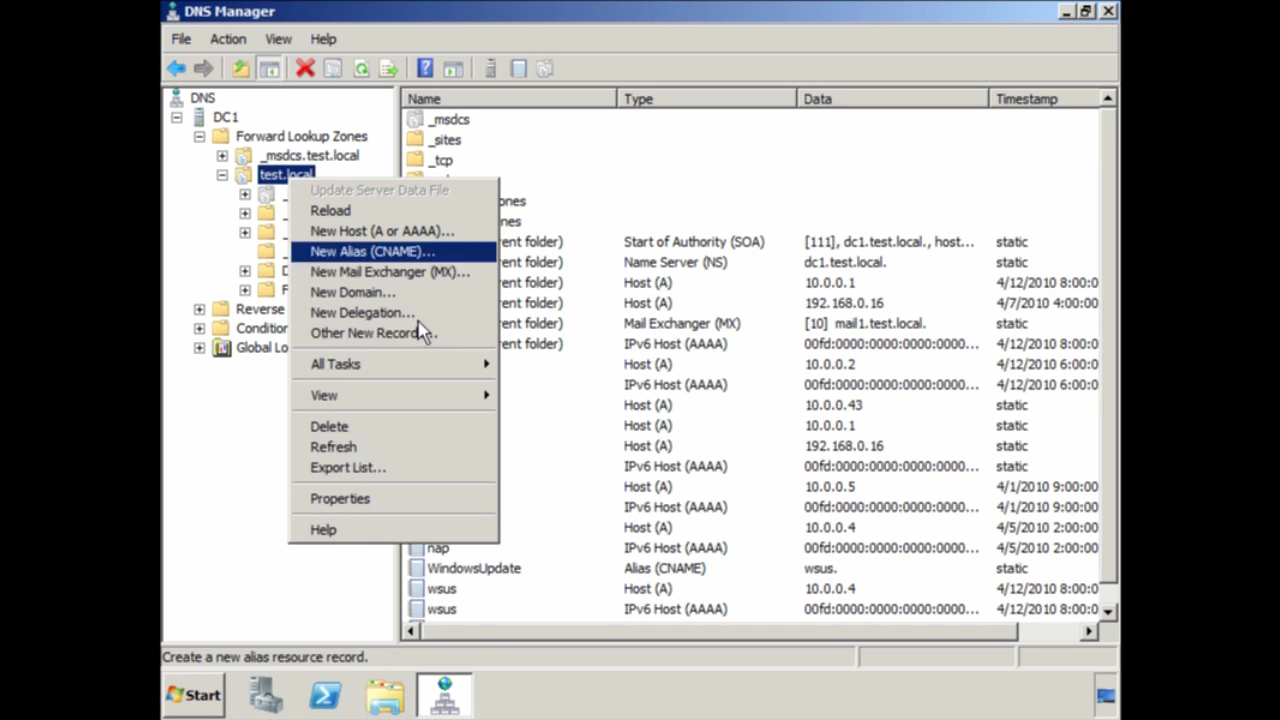 DNS Manager
File Action View Help
DNS
DC1
Forward Lookup Zones
_msdcs.test.local
test.local
Reverse
Condition
Global Lo
Update Server Data File
Reload
New Host (A or AAAA)...
New Alias (CNAME)...
New Mail Exchanger (MX)...
New Domain...
New Delegation...
Other New Record
All Tasks
View
Delete
Refresh
Export List...
Properties
Help
Name Type Data Timestamp
_msdcs
_sites
_tcp
ones
nes
ent folder) Start of Authority (SOA) [111], dc1.test.local., host... static
ent folder) Name Server (NS) dc1.test.local. static
ent folder) Host (A) 10.0.0.1 4/12/2010 8:00:00
ent folder) Host (A) 192.168.0.16 4/7/2010 4:00:00
ent folder) Mail Exchanger (MX) [10] mail1.test.local. static
ent folder) IPv6 Host (AAAA) 00fd:0000:0000:0000... 4/12/2010 8:00:00
Host (A) 10.0.0.2 4/12/2010 6:00:00
IPv6 Host (AAAA) 00fd:0000:0000:0000... 4/12/2010 6:00:00
Host (A) 10.0.0.43 static
Host (A) 10.0.0.1 static
Host (A) 192.168.0.16 static
IPv6 Host (AAAA) 00fd:0000:0000:0000... static
Host (A) 10.0.0.5 4/1/2010 9:00:00
IPv6 Host (AAAA) 00fd:0000:0000:0000... 4/1/2010 9:00:00
Host (A) 10.0.0.4 4/5/2010 2:00:00
nap IPv6 Host (AAAA) 00fd:0000:0000:0000... 4/5/2010 2:00:00
WindowsUpdate Alias (CNAME) wsus. static
wsus Host (A) 10.0.0.4 4/12/2010 8:00:0
wsus IPv6 Host (AAAA) 00fd:0000:0000:0000... 4/12/2010 8:00:0
Create a new alias resource record.
Start